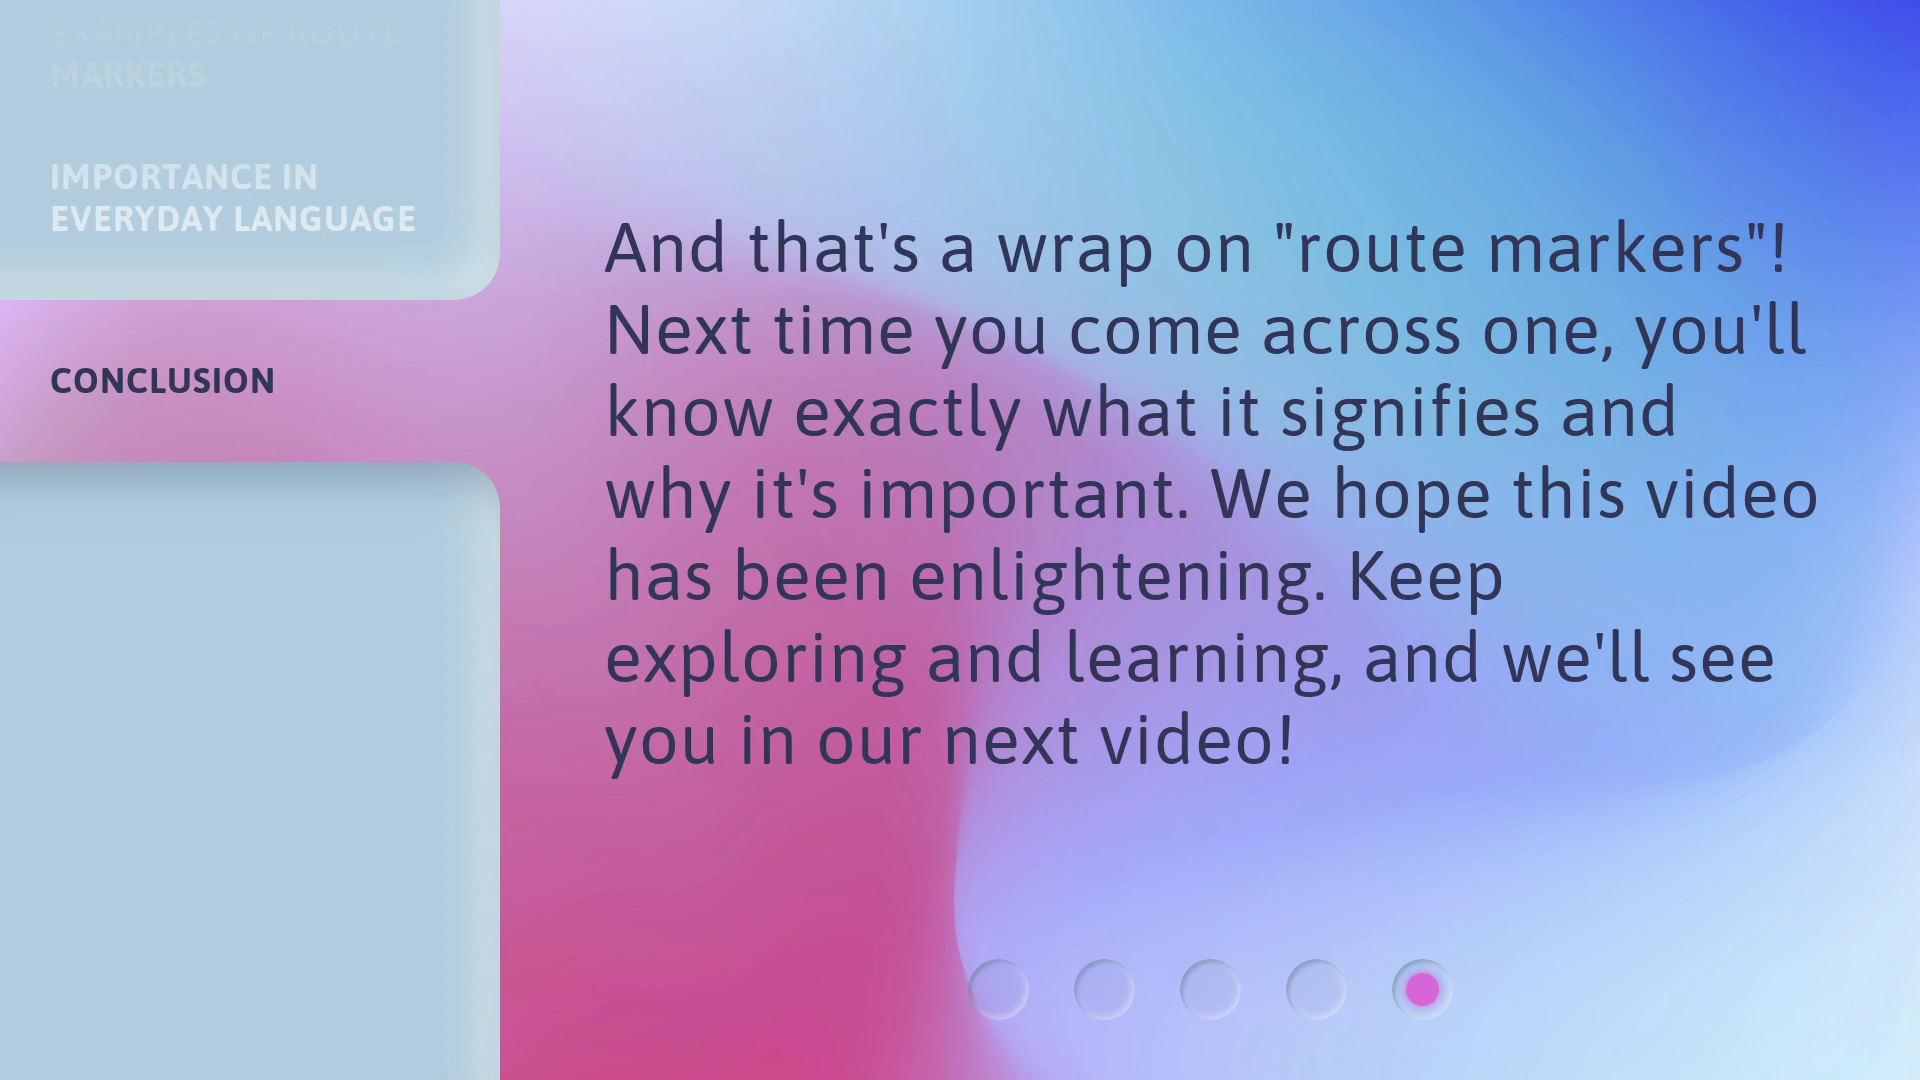 EXAMPLES OF ROUTE
MARKERS
IMPORTANCE IN
EVERYDAY LANGUAGE
CONCLUSION
And that's a wrap on "route markers"!
Next time you come across one, you'll
know exactly what it signifies and
why it's important. We hope this video
has been enlightening. Keep
exploring and learning, and we'll see
you in our next video!